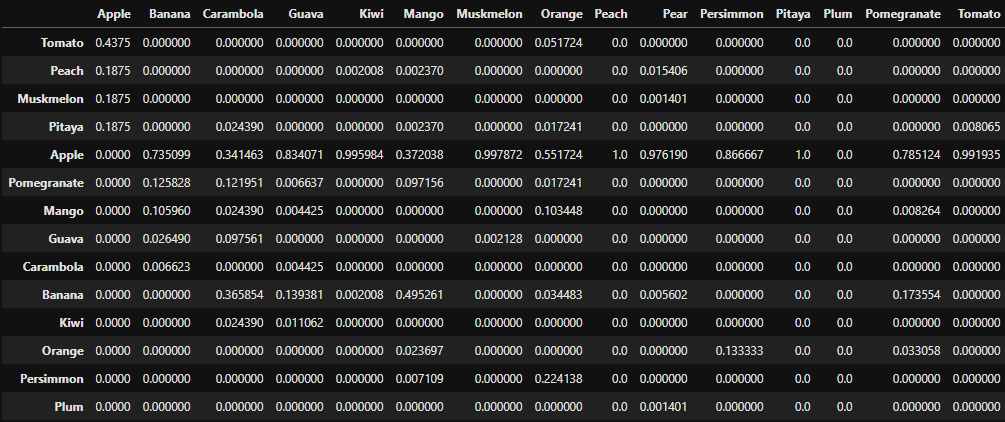 Apple Banana Carambola Guava Kiwi Mango Muskmelon Orange Peach Pear Persimmon Pitaya Plum Pomegranate Tomato
Tomato 0.4375 0.000000 0.000000 0.000000 0.000000 0.000000 0.000000 0.051724 0.0 0.000000 0.000000 0.0 0.0 0.000000 0.000000
Peach 0.1875 0.000000 0.000000 0.000000 0.002008 0.002370 0.000000 0.000000 0.0 0.015406 0.000000 0.0 0.0 0.000000 0.000000
Muskmelon 0.1875 0.000000 0.000000 0.000000 0.000000 0.000000 0.000000 0.000000 0.0 0.001401 0.000000 0.0 0.0 0.000000 0.000000
Pitaya 0.1875 0.000000 0.024390 0.000000 0.000000 0.002370 0.000000 0.017241 0.0 0.000000 0.000000 0.0 0.0 0.000000 0.008065
Apple 0.0000 0.735099 0.341463 0.834071 0.995984 0.372038 0.997872 0.551724 1.0 0.976190 0.866667 1.0 0.0 0.785124 0.991935
Pomegranate 0.0000 0.125828 0.121951 0.006637 0.000000 0.097156 0.000000 0.017241 0.0 0.000000 0.000000 0.0 0.0 0.000000 0.000000
Mango 0.0000 0.105960 0.024390 0.004425 0.000000 0.000000 0.000000 0.103448 0.0 0.000000 0.000000 0.0 0.0 0.008264 0.000000
Guava 0.0000 0.026490 0.097561 0.000000 0.000000 0.000000 0.002128 0.000000 0.0 0.000000 0.000000 0.0 0.0 0.000000 0.000000
Carambola 0.0000 0.006623 0.000000 0.004425 0.000000 0.000000 0.000000 0.000000 0.0 0.000000 0.000000 0.0 0.0 0.000000 0.000000
Banana 0.0000 0.000000 0.365854 0.139381 0.002008 0.495261 0.000000 0.034483 0.0 0.005602 0.000000 0.0 0.0 0.173554 0.000000
Kiwi 0.0000 0.000000 0.024390 0.011062 0.000000 0.000000 0.000000 0.000000 0.0 0.000000 0.000000 0.0 0.0 0.000000 0.000000
Orange 0.0000 0.000000 0.000000 0.000000 0.000000 0.023697 0.000000 0.000000 0.0 0.000000 0.133333 0.0 0.0 0.033058 0.000000
Persimmon 0.0000 0.000000 0.000000 0.000000 0.000000 0.007109 0.000000 0.224138 0.0 0.000000 0.000000 0.0 0.0 0.000000 0.000000
Plum 0.0000 0.000000 0.000000 0.000000 0.000000 0.000000 0.000000 0.000000 0.0 0.001401 0.000000 0.0 0.0 0.000000 0.000000